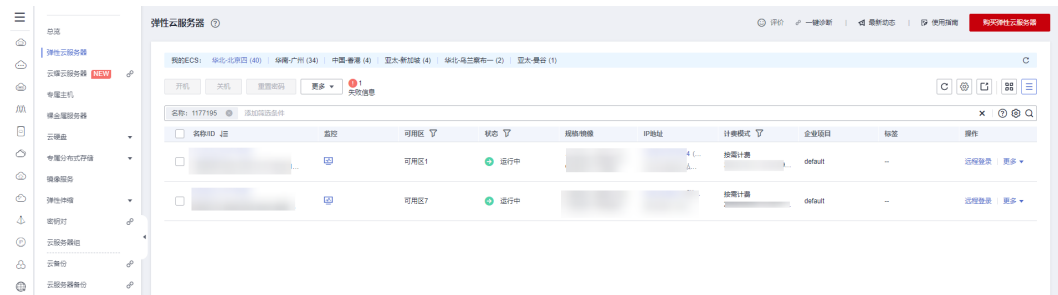 弹性云服务器
评价 一键诊断 最新动态 使用指南 购买弹性云服务器
总览
弹性云服务器
云耀云服务器 NEW
专属主机
裸金属服务器
云硬盘
专属分布式存储
镜像服务
弹性伸缩
密钥对
云服务器组
云备份
云服务器备份
我的ECS: 华北-北京四 (40) 华南-广州 (34) 中国-香港 (4) 亚太-新加坡 (4) 华北-乌兰察布一 (2) 亚太-曼谷 (1)
开机 关机 重置密码 更多 1
失败信息
名称: 1177195 添加筛选条件
名称/ID 监控 可用区 状态 规格/镜像 IP地址 计费模式 企业项目 标签 操作
可用区1 运行中 4 (... 按需计费 default -- 远程登录 更多
可用区7 运行中 按需计费 default -- 远程登录 更多